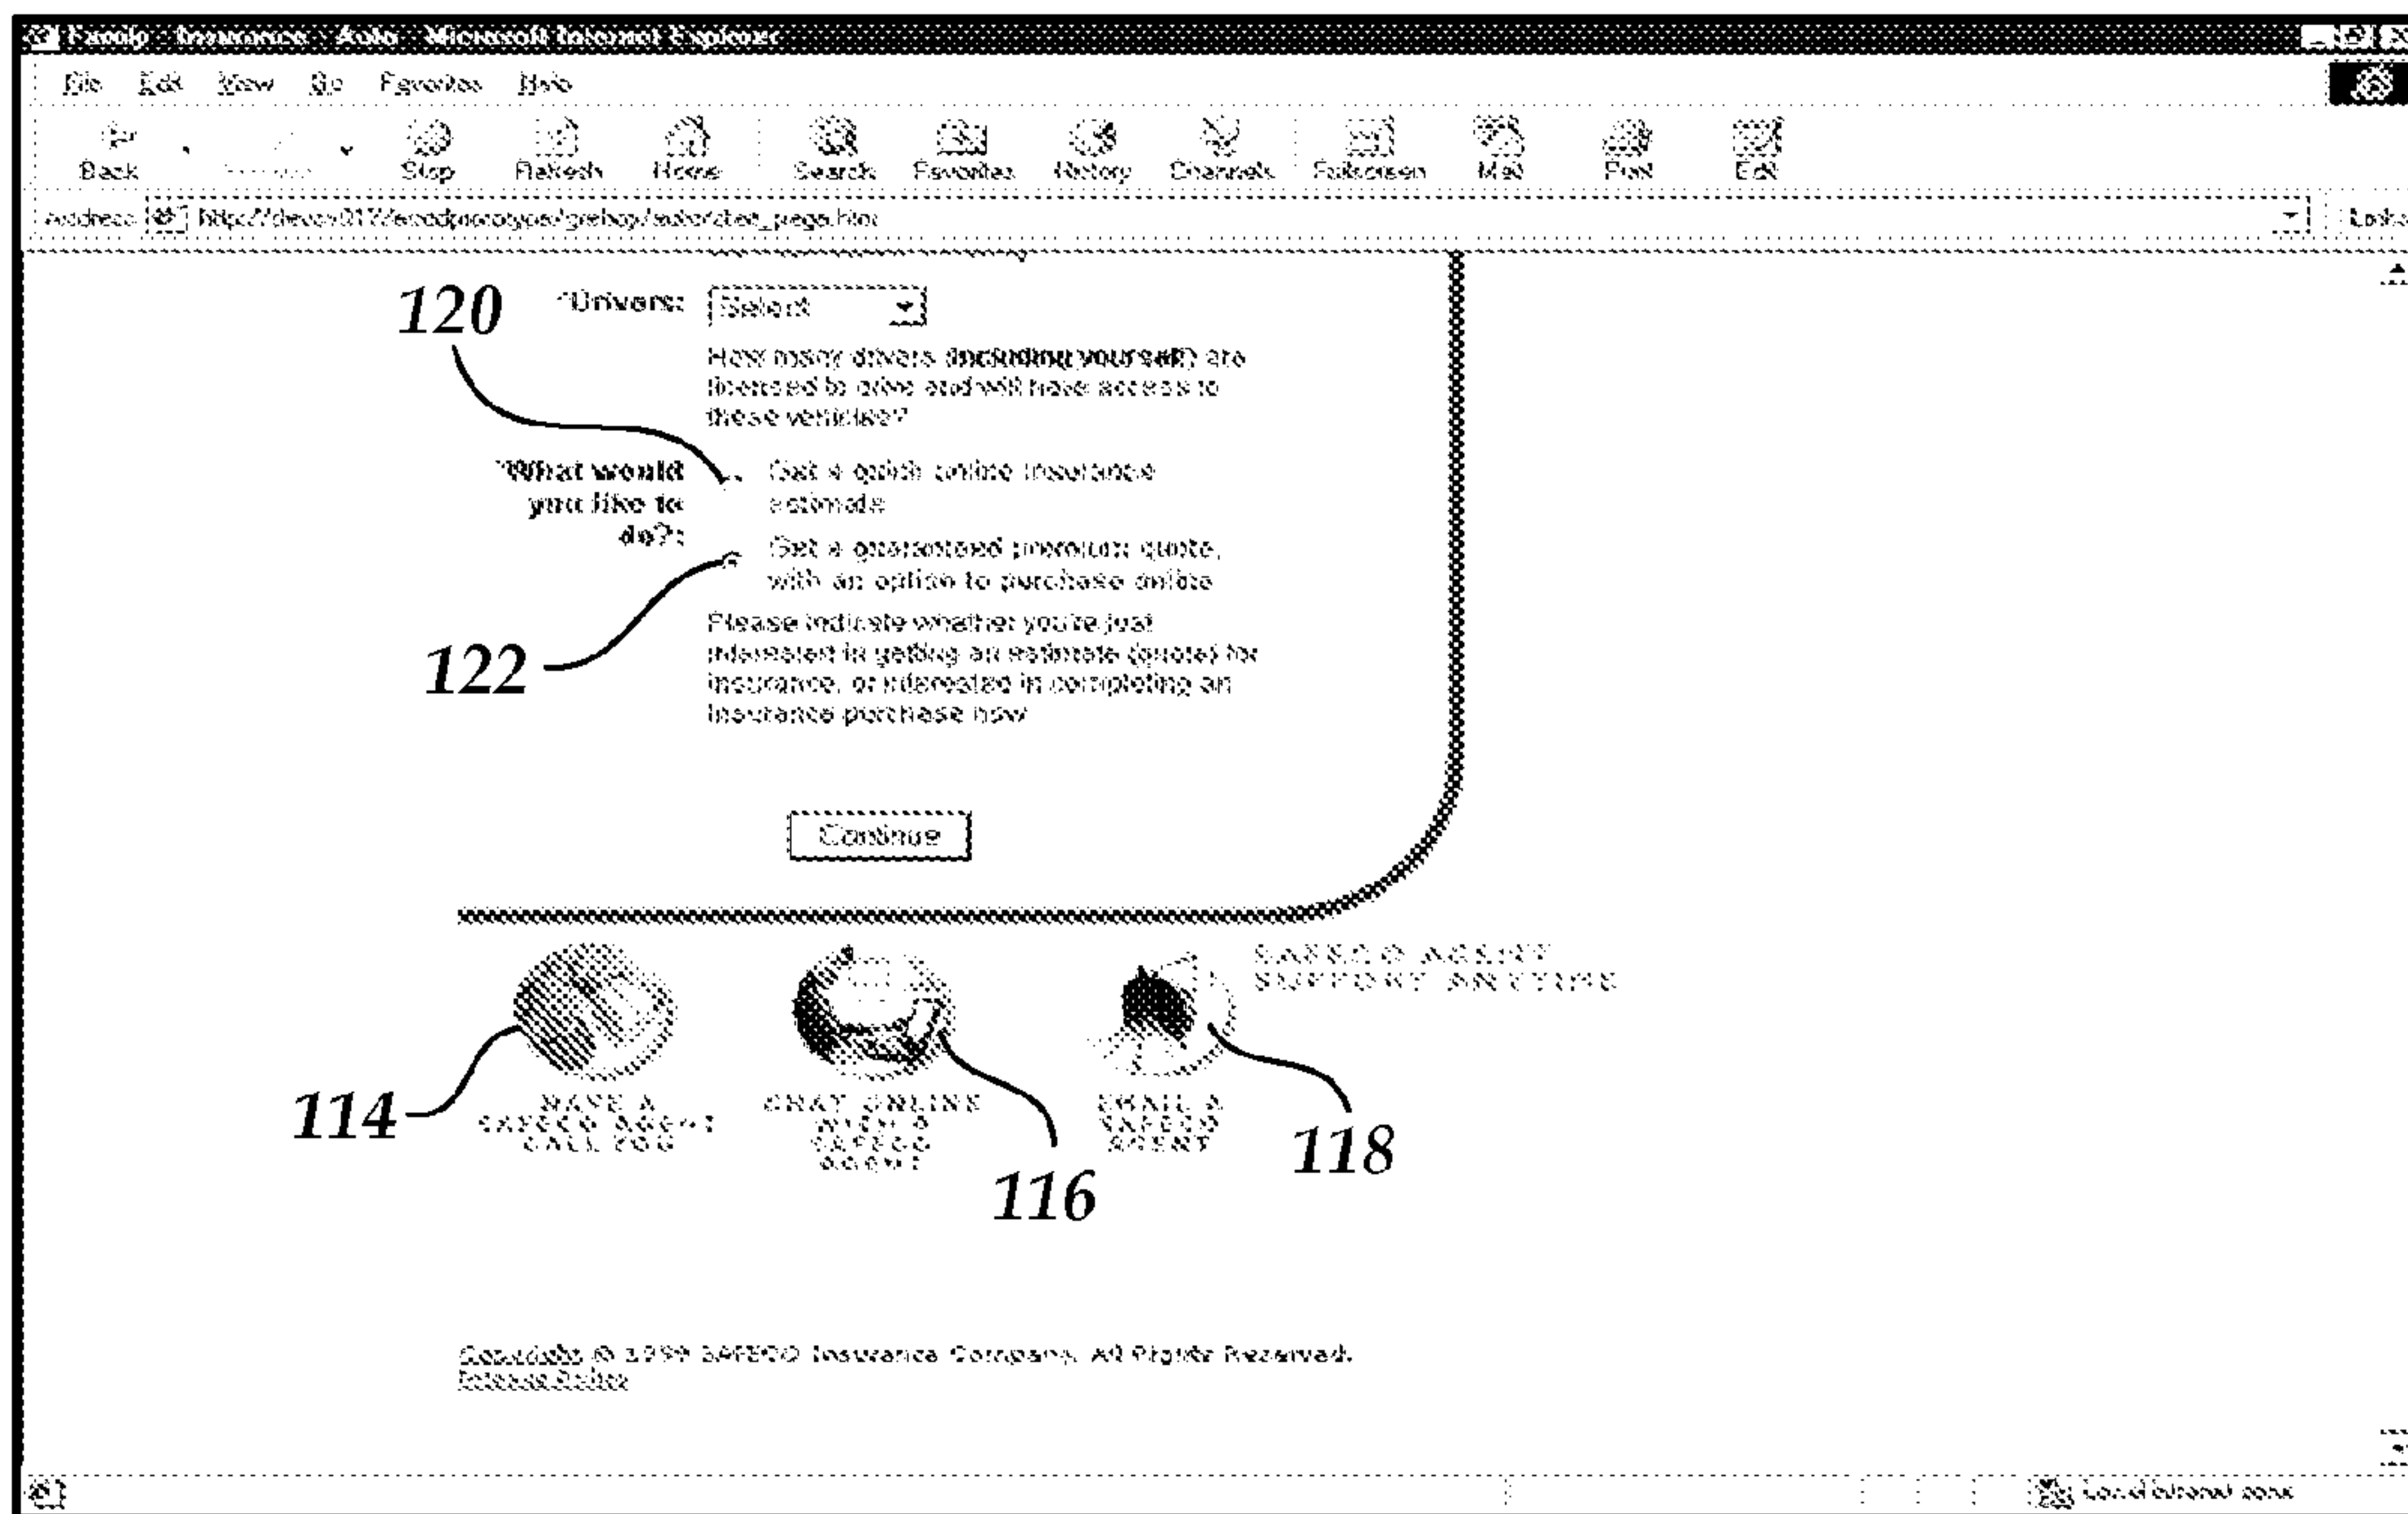 Family - Insurance - Auto - Microsoft Internet Explorer
File Edit View Go Favorites Help
Back Stop Refresh Home Search Favorites History Channels Fullscreen Mail Print Edit
Address Links
*Drivers: Select
120
How many drivers (including yourself) are
licensed to drive and will have access to
these vehicles?
*What would
you like to
do?:
Get a quick online insurance
estimate
Get a guaranteed premium quote,
with an option to purchase online
122
Please indicate whether you're just
interested in getting an estimate (quote) for
insurance, or interested in completing an
insurance purchase now
Continue
SAFECO AGENT
SUPPORT ANYTIME
114
HAVE A
SAFECO AGENT
CALL YOU
CHAT ONLINE
WITH A
SAFECO
AGENT
116
EMAIL A
SAFECO
AGENT
118
Copyright © 1999 SAFECO Insurance Company. All Rights Reserved.
Local intranet zone